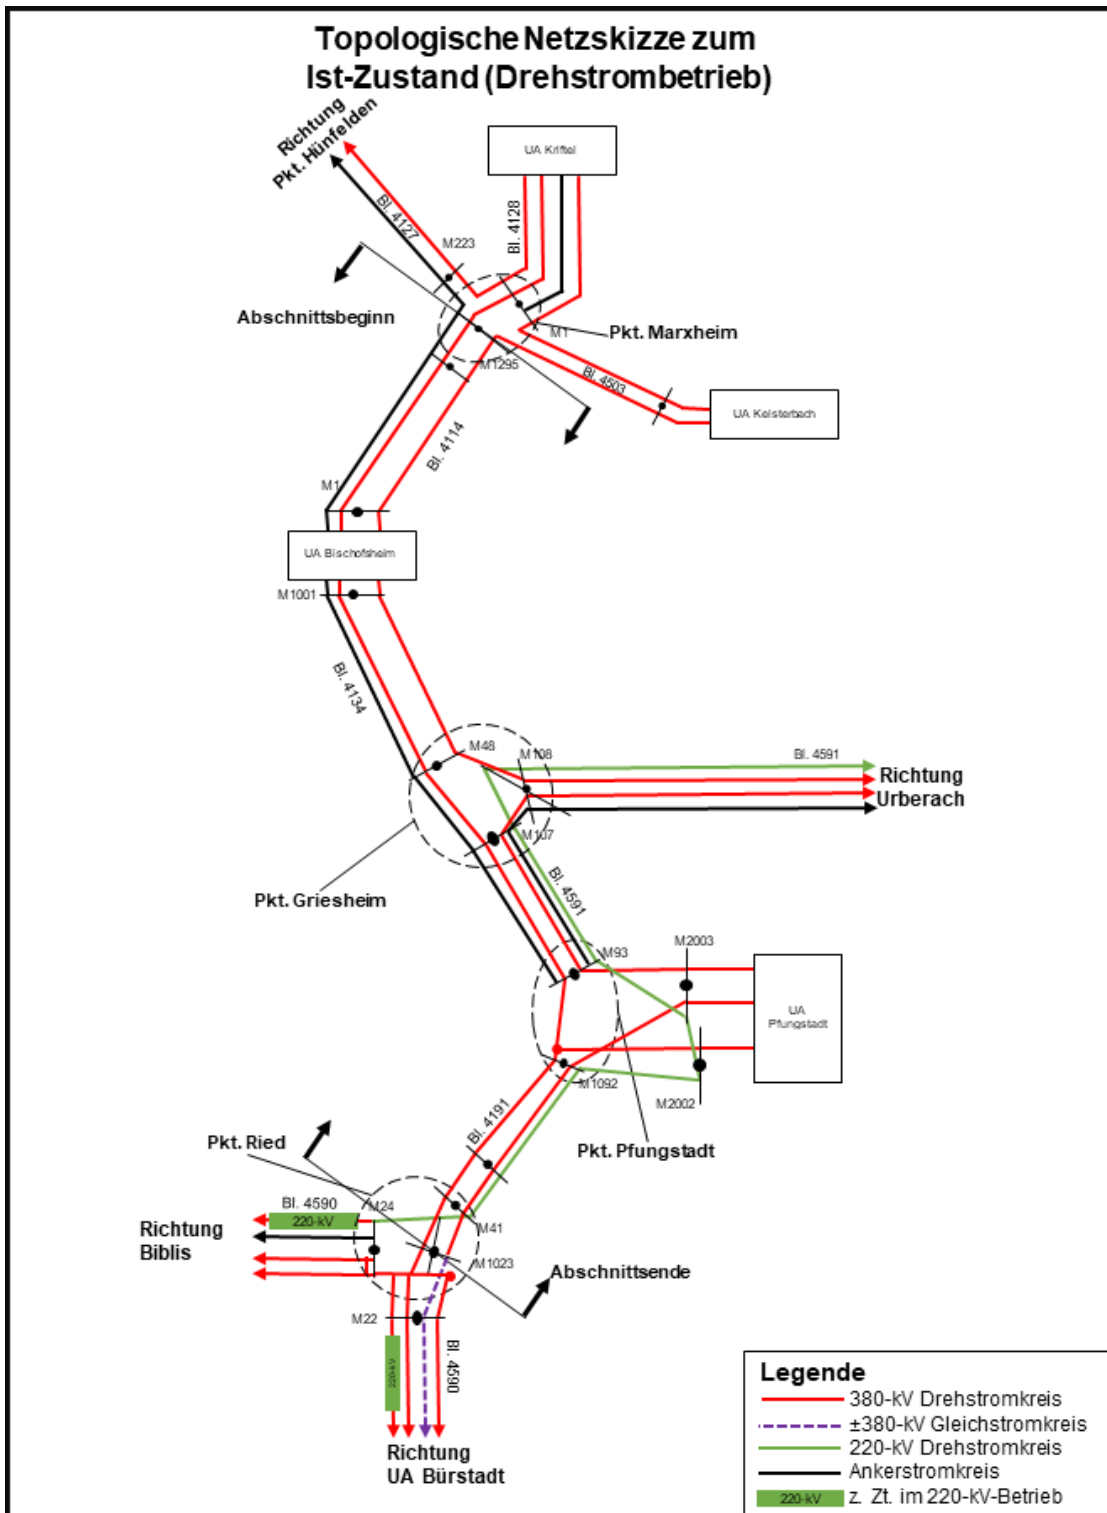 Topologische Netzskizze zum
Ist-Zustand (Drehstrombetrieb)
Richtung
Pkt. Hünfelden
UA Kriftel
Bl. 4127
Bl. 4128
M223
Abschnittsbeginn
M1
Pkt. Marxheim
M1295
Bl. 4503
UA Kelsterbach
Bl. 4114
M1
UA Bischofsheim
M1001
Bl. 4134
M48
M108
Bl. 4591
Richtung
Urberach
M107
Pkt. Griesheim
Bl. 4591
M93
M2003
UA
Pfungstadt
M1092
M2002
Bl. 4191
Pkt. Ried
Pkt. Pfungstadt
Bl. 4590
M24
220-kV
M41
Richtung
Biblis
M1023
Abschnittsende
M22
220-kV
Bl. 4590
Richtung
UA Bürstadt
Legende
380-kV Drehstromkreis
±380-kV Gleichstromkreis
220-kV Drehstromkreis
Ankerstromkreis
220-kV z. Zt. im 220-kV-Betrieb